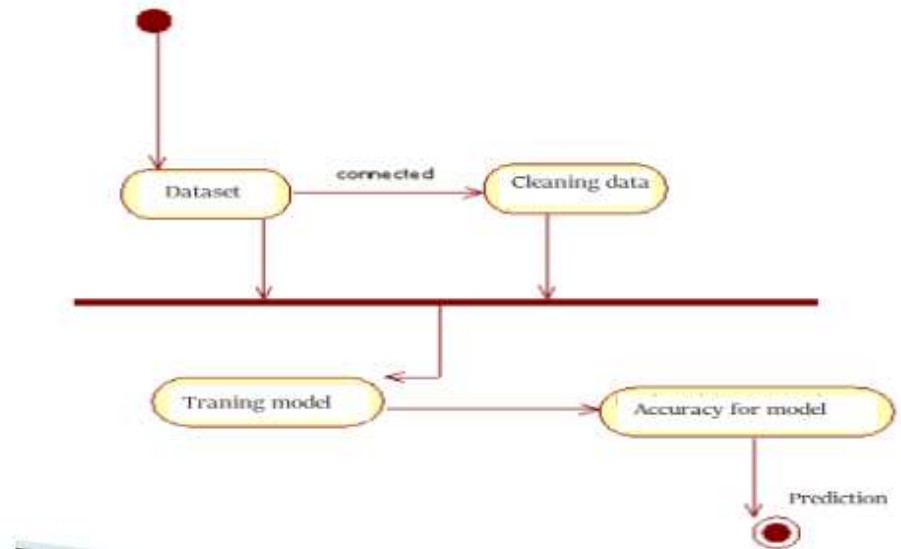 connected
Dataset
Cleaning data
Traning model
Accuracy for model
Prediction